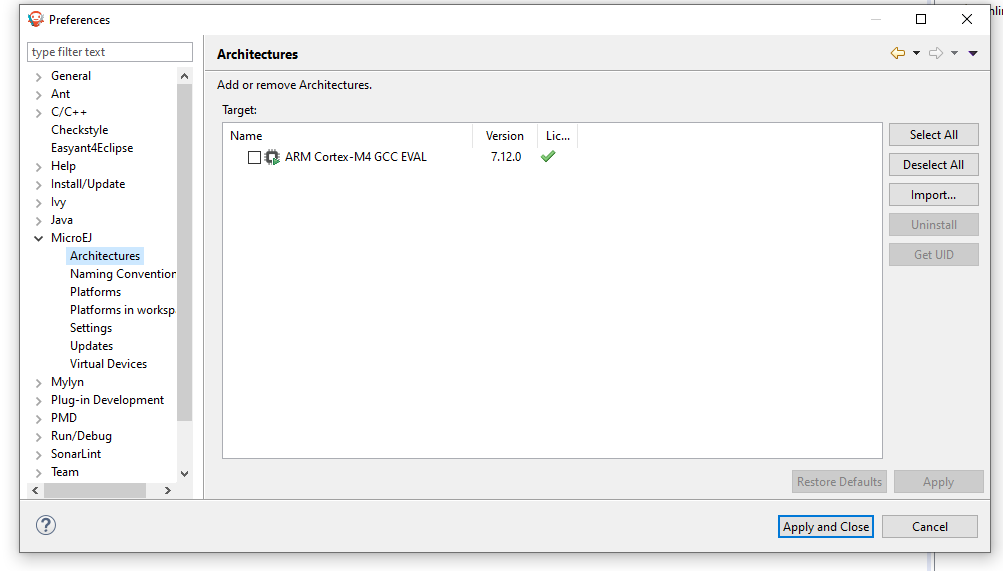 Preferences
type filter text
General
Ant
C/C++
Checkstyle
Easyant4Eclipse
Help
Install/Update
Ivy
Java
MicroEJ
Architectures
Naming Convention
Platforms
Platforms in worksp
Settings
Updates
Virtual Devices
Mylyn
Plug-in Development
PMD
Run/Debug
SonarLint
Team
Architectures
Add or remove Architectures.
Target:
Name Version Lic...
ARM Cortex-M4 GCC EVAL 7.12.0
Select All
Deselect All
Import...
Uninstall
Get UID
Restore Defaults Apply
Apply and Close Cancel